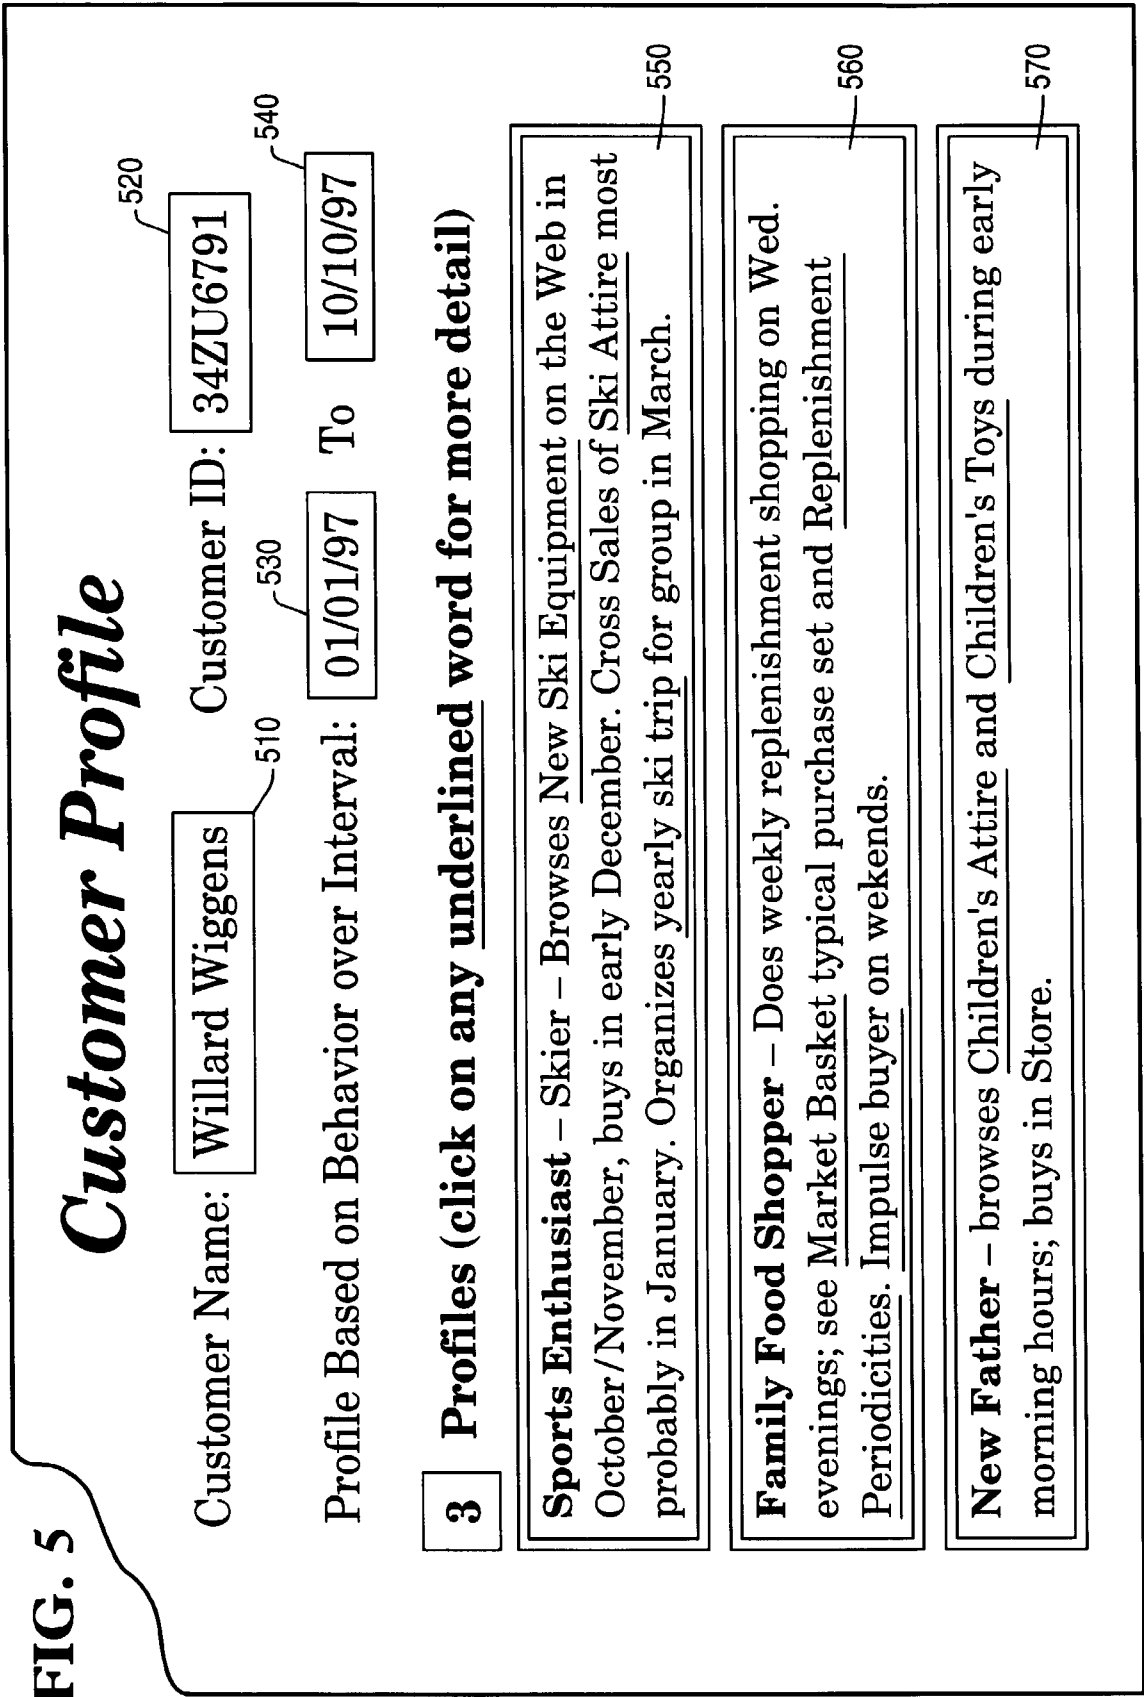 FIG. 5
Customer Profile
Customer Name: Willard Wiggens Customer ID: 34ZU6791
510
520
Profile Based on Behavior over Interval: 01/01/97 To 10/10/97
530
540
3 Profiles (click on any underlined word for more detail)
Sports Enthusiast – Skier – Browses New Ski Equipment on the Web in
October/November, buys in early December. Cross Sales of Ski Attire most
probably in January. Organizes yearly ski trip for group in March.
550
Family Food Shopper – Does weekly replenishment shopping on Wed.
evenings; see Market Basket typical purchase set and Replenishment
Periodicities. Impulse buyer on wekends.
560
New Father – browses Children's Attire and Children's Toys during early
morning hours; buys in Store.
570